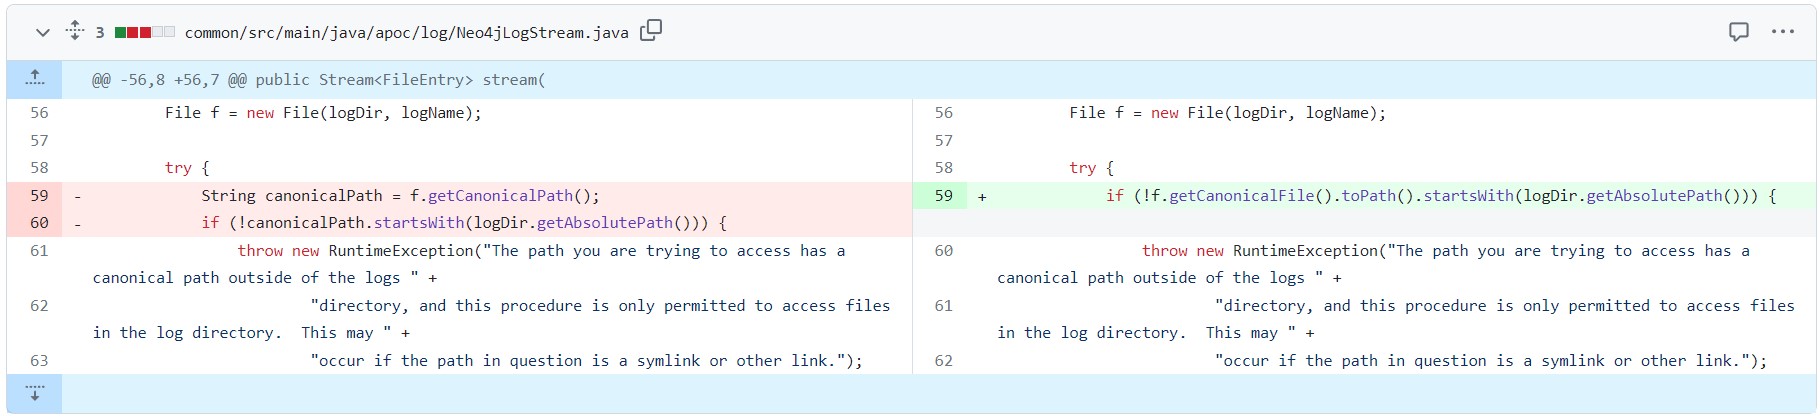 3 common/src/main/java/apoc/log/Neo4jLogStream.java
@@ -56,8 +56,7 @@ public Stream<FileEntry> stream(
56 File f = new File(logDir, logName);
57
58 try {
59 - String canonicalPath = f.getCanonicalPath();
60 - if (!canonicalPath.startsWith(logDir.getAbsolutePath())) {
61 throw new RuntimeException("The path you are trying to access has a
canonical path outside of the logs " +
62 "directory, and this procedure is only permitted to access files
in the log directory.  This may " +
63 "occur if the path in question is a symlink or other link.");
56 File f = new File(logDir, logName);
57
58 try {
59 + if (!f.getCanonicalFile().toPath().startsWith(logDir.getAbsolutePath())) {
60 throw new RuntimeException("The path you are trying to access has a
canonical path outside of the logs " +
61 "directory, and this procedure is only permitted to access files
in the log directory.  This may " +
62 "occur if the path in question is a symlink or other link.");